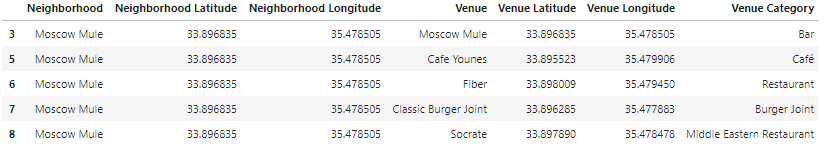 Neighborhood Neighborhood Latitude Neighborhood Longitude Venue Venue Latitude Venue Longitude Venue Category
3 Moscow Mule 33.896835 35.478505 Moscow Mule 33.896835 35.478505 Bar
5 Moscow Mule 33.896835 35.478505 Cafe Younes 33.895523 35.479906 Café
6 Moscow Mule 33.896835 35.478505 Fiber 33.898009 35.479450 Restaurant
7 Moscow Mule 33.896835 35.478505 Classic Burger Joint 33.896285 35.477883 Burger Joint
8 Moscow Mule 33.896835 35.478505 Socrate 33.897890 35.478478 Middle Eastern Restaurant